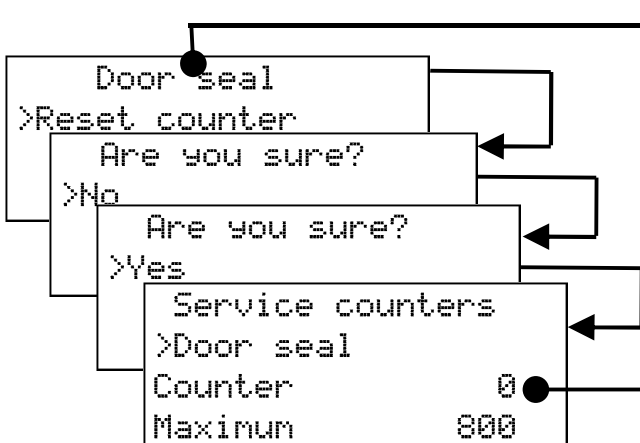 Door seal
>Reset counter
Are you sure?
>No
Are you sure?
>Yes
Service counters
>Door seal
Counter 0
Maximum 800